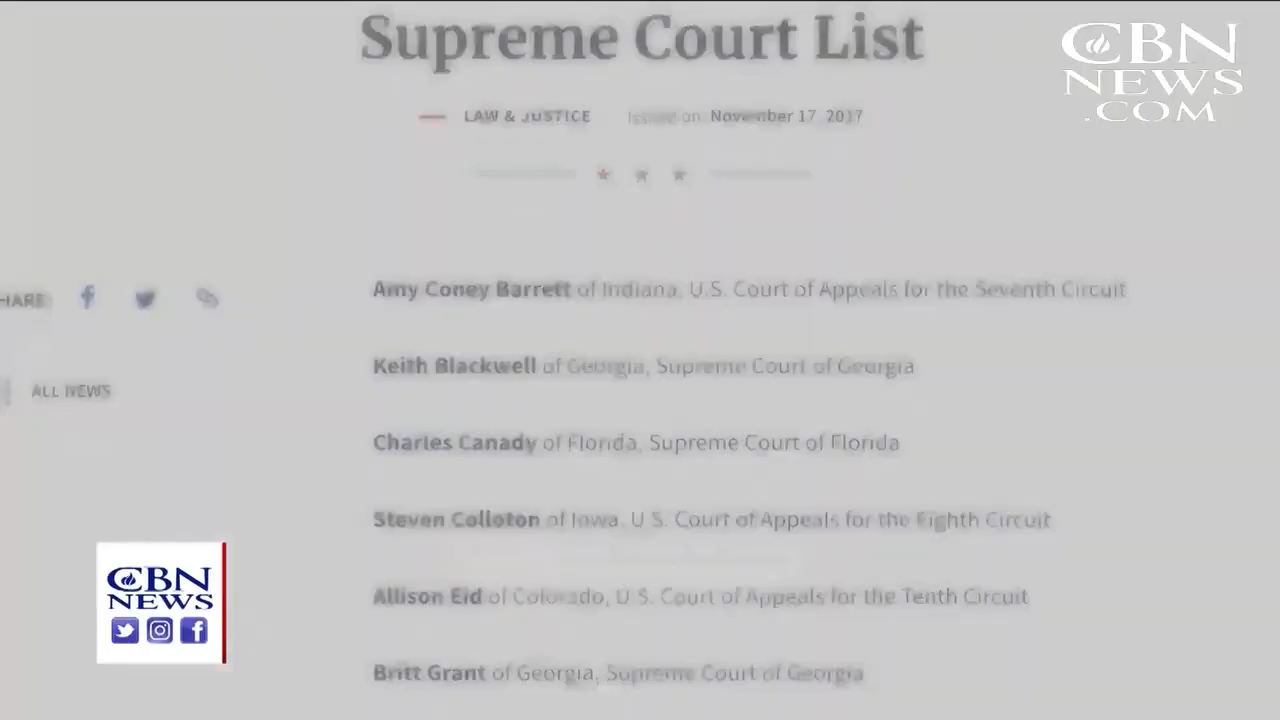 Supreme Court List
CBN
NEWS
.COM
LAW & JUSTICE Issued on: November 17, 2017
Amy Coney Barrett of Indiana, U.S. Court of Appeals for the Seventh Circuit
HARE:
Keith Blackwell of Georgia, Supreme Court of Georgia
ALL NEWS
Charles Canady of Florida, Supreme Court of Florida
Steven Colloton of Iowa, U.S. Court of Appeals for the Eighth Circuit
CBN
NEWS
Allison Eid of Colorado, U.S. Court of Appeals for the Tenth Circuit
Britt Grant of Georgia, Supreme Court of Georgia